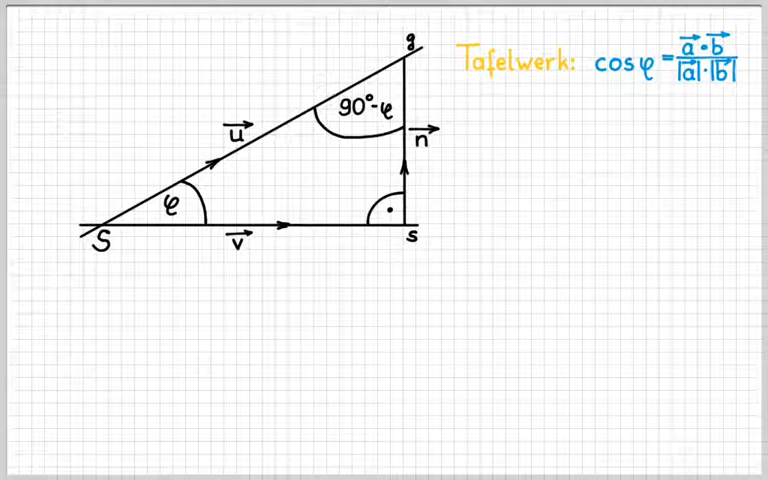 g
Tafelwerk: cos φ = a⃗ · b⃗ / |a⃗| · |b⃗|
90° - φ
u⃗
n⃗
φ
S
v⃗
s